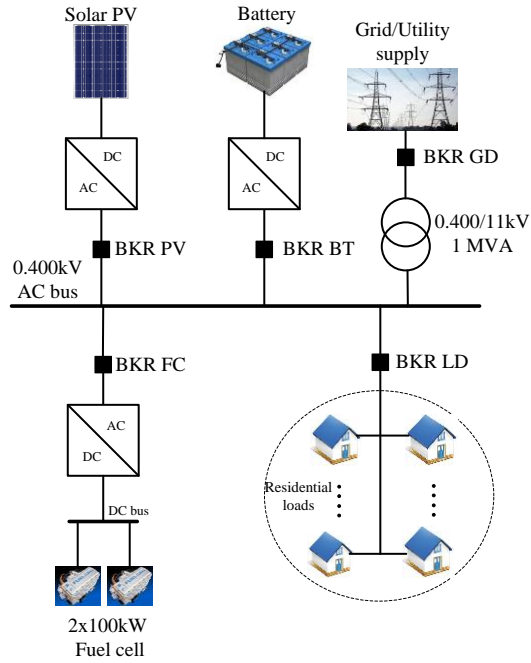 Solar PV
Battery
Grid/Utility
supply
DC
AC
DC
AC
BKR GD
0.400/11kV
1 MVA
BKR PV
BKR BT
0.400kV
AC bus
BKR FC
BKR LD
AC
DC
Residential
loads
DC bus
2x100kW
Fuel cell